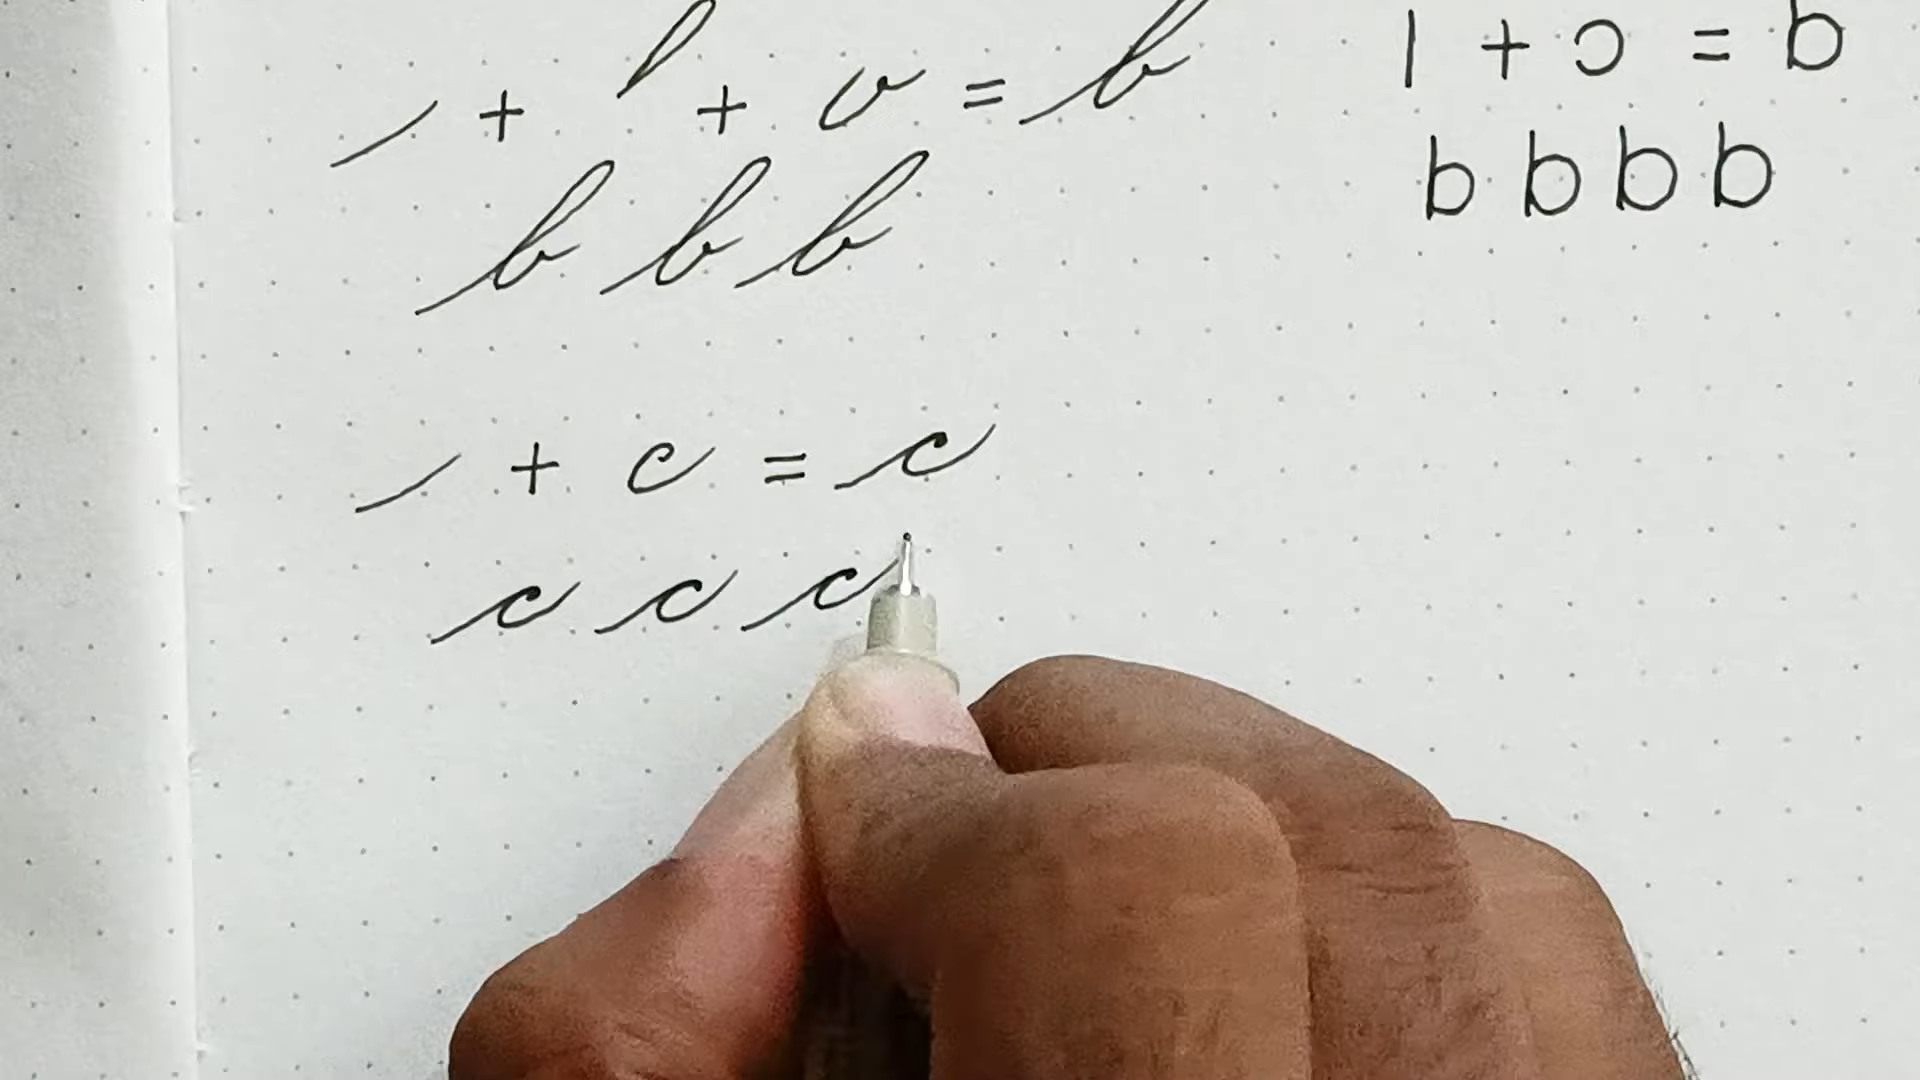 / + l + v = b
b b b
/ + c = c
c c c
l + ɔ = b
b b b b